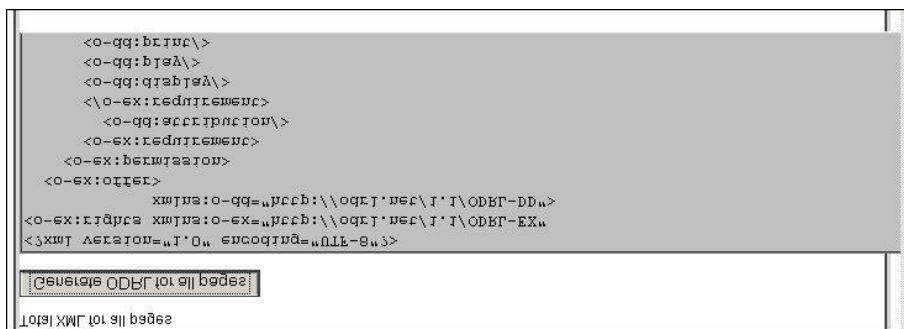 Total XML for all pages
Generate ODRL for all pages
<?xml version="1.0" encoding="UTF-8"?>
<o-ex:rights xmlns:o-ex="http://odrl.net/1.1/ODRL-EX"
xmlns:o-dd="http://odrl.net/1.1/ODRL-DD">
<o-ex:offer>
<o-ex:permission>
<o-ex:requirement>
<o-dd:attribution/>
</o-ex:requirement>
<o-dd:display/>
<o-dd:play/>
<o-dd:print/>